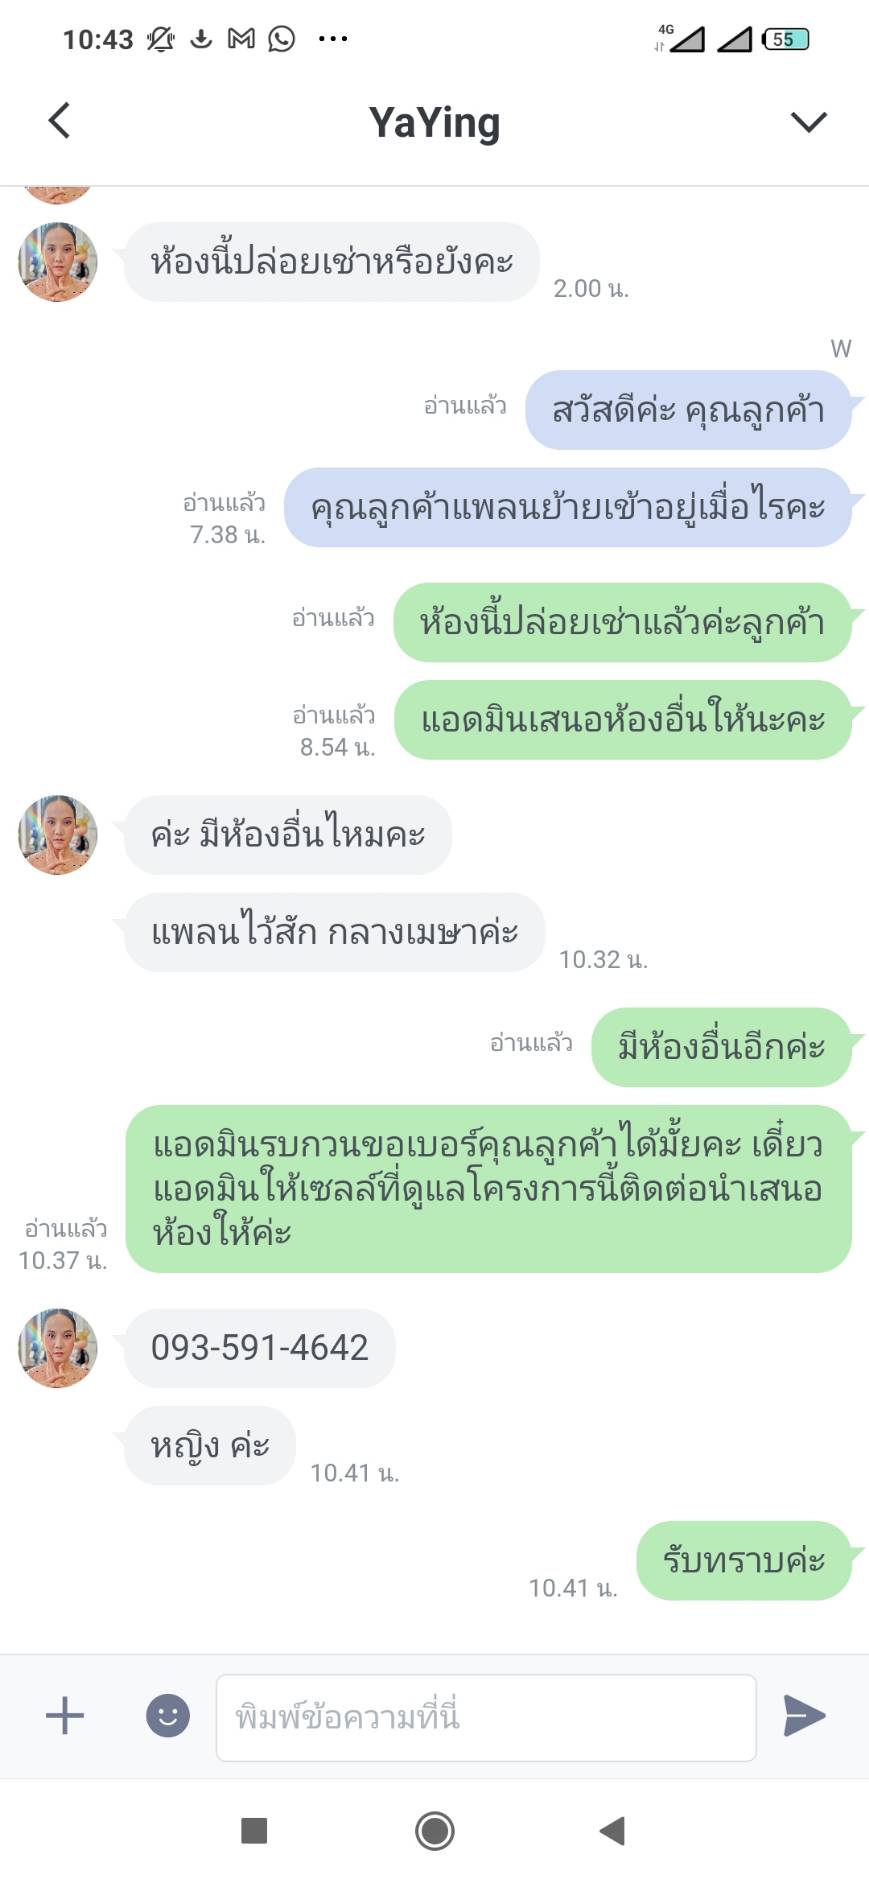 10:43
4G
55
YaYing
ห้องนี้ปล่อยเช่าหรือยังคะ
2.00 น.
W
อ่านแล้ว
สวัสดีค่ะ คุณลูกค้า
อ่านแล้ว
7.38 น.
คุณลูกค้าแพลนย้ายเข้าอยู่เมื่อไรคะ
อ่านแล้ว
ห้องนี้ปล่อยเช่าแล้วค่ะลูกค้า
อ่านแล้ว
8.54 น.
แอดมินเสนอห้องอื่นให้นะคะ
ค่ะ มีห้องอื่นไหมคะ
แพลนไว้สัก กลางเมษาค่ะ
10.32 น.
อ่านแล้ว
มีห้องอื่นอีกค่ะ
แอดมินรบกวนขอเบอร์คุณลูกค้าได้มั้ยคะ เดี๋ยว
แอดมินให้เซลล์ที่ดูแลโครงการนี้ติดต่อนำเสนอ
ห้องให้ค่ะ
อ่านแล้ว
10.37 น.
093-591-4642
หญิง ค่ะ
10.41 น.
รับทราบค่ะ
10.41 น.
พิมพ์ข้อความที่นี่